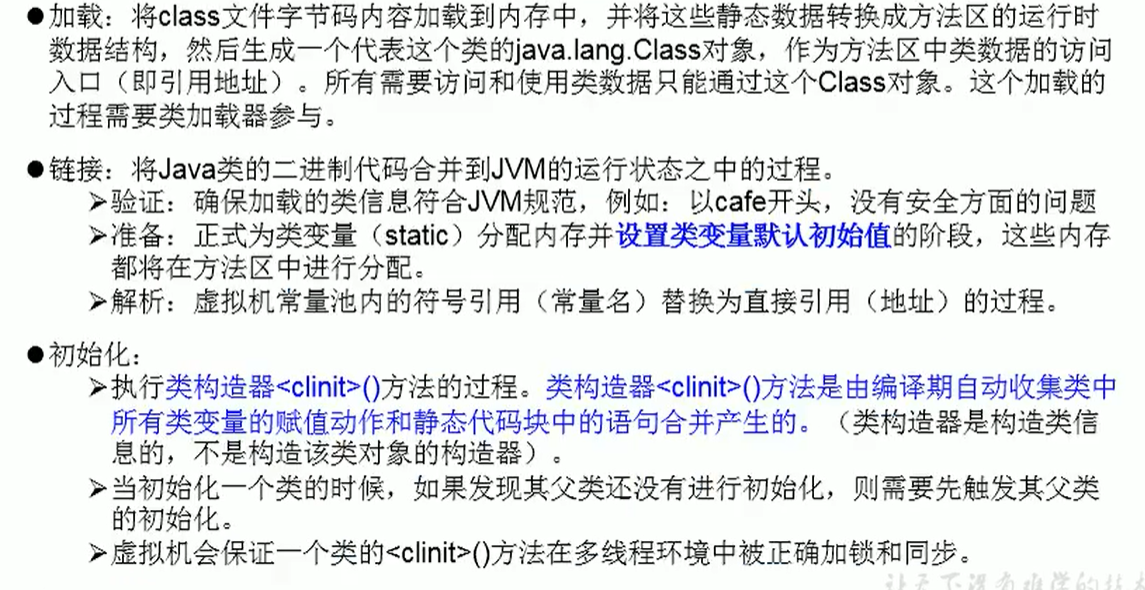 ●加载：将class文件字节码内容加载到内存中，并将这些静态数据转换成方法区的运行时
数据结构，然后生成一个代表这个类的java.lang.Class对象，作为方法区中类数据的访问
入口（即引用地址）。所有需要访问和使用类数据只能通过这个Class对象。这个加载的
过程需要类加载器参与。
●链接：将Java类的二进制代码合并到JVM的运行状态之中的过程。
➢验证：确保加载的类信息符合JVM规范，例如：以cafe开头，没有安全方面的问题
➢准备：正式为类变量（static）分配内存并设置类变量默认初始值的阶段，这些内存
都将在方法区中进行分配。
➢解析：虚拟机常量池内的符号引用（常量名）替换为直接引用（地址）的过程。
●初始化：
➢执行类构造器<clinit>()方法的过程。类构造器<clinit>()方法是由编译期自动收集类中
所有类变量的赋值动作和静态代码块中的语句合并产生的。（类构造器是构造类信
息的，不是构造该类对象的构造器）。
➢当初始化一个类的时候，如果发现其父类还没有进行初始化，则需要先触发其父类
的初始化。
➢虚拟机会保证一个类的<clinit>()方法在多线程环境中被正确加锁和同步。
让天下没有难学的技术